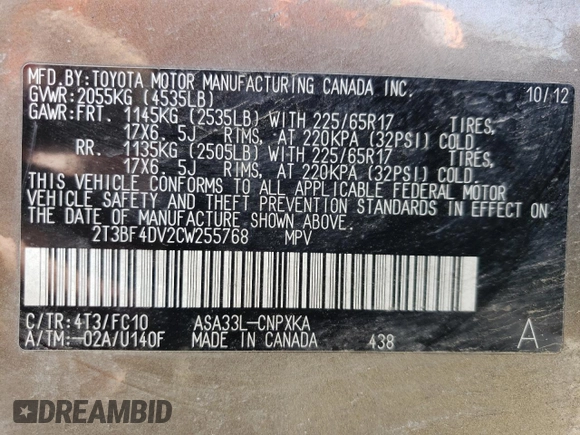 MFD.BY:TOYOTA MOTOR MANUFACTURING CANADA INC. 10/12
GVWR:2055KG (4535LB)
GAWR:FRT. 1145KG (2535LB) WITH 225/65R17 TIRES,
17X6. 5J RIMS, AT 220KPA (32PSI) COLD.
RR. 1135KG (2505LB) WITH 225/65R17 TIRES,
17X6. 5J RIMS, AT 220KPA (32PSI) COLD.
THIS VEHICLE CONFORMS TO ALL APPLICABLE FEDERAL MOTOR
VEHICLE SAFETY AND THEFT PREVENTION STANDARDS IN EFFECT ON
THE DATE OF MANUFACTURE SHOWN ABOVE.
2T3BF4DV2CW255768 MPV
C/TR:4T3/FC10 ASA33L-CNPXKA
A/TM:-02A/U140F MADE IN CANADA 438 A
DREAMBID